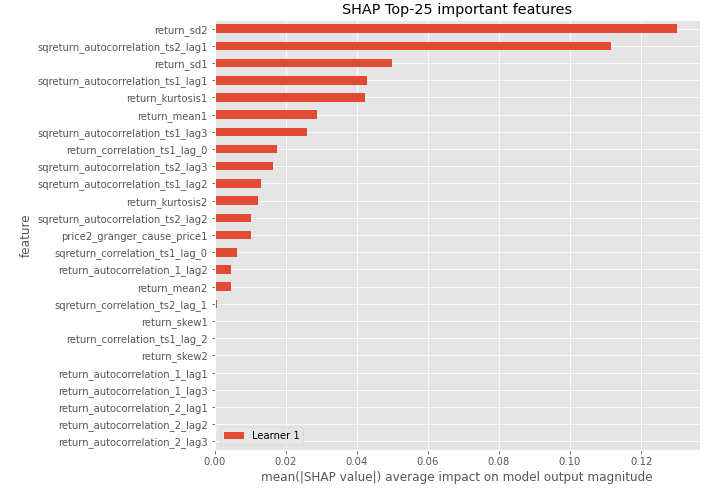 SHAP Top-25 important features
return_sd2
sqreturn_autocorrelation_ts2_lag1
return_sd1
sqreturn_autocorrelation_ts1_lag1
return_kurtosis1
return_mean1
sqreturn_autocorrelation_ts1_lag3
return_correlation_ts1_lag_0
sqreturn_autocorrelation_ts2_lag3
sqreturn_autocorrelation_ts1_lag2
return_kurtosis2
sqreturn_autocorrelation_ts2_lag2
price2_granger_cause_price1
sqreturn_correlation_ts1_lag_0
return_autocorrelation_1_lag2
return_mean2
sqreturn_correlation_ts2_lag_1
return_skew1
return_correlation_ts1_lag_2
return_skew2
return_autocorrelation_1_lag1
return_autocorrelation_1_lag3
return_autocorrelation_2_lag1
return_autocorrelation_2_lag2
return_autocorrelation_2_lag3
feature
Learner 1
0.00 0.02 0.04 0.06 0.08 0.10 0.12
mean(|SHAP value|) average impact on model output magnitude